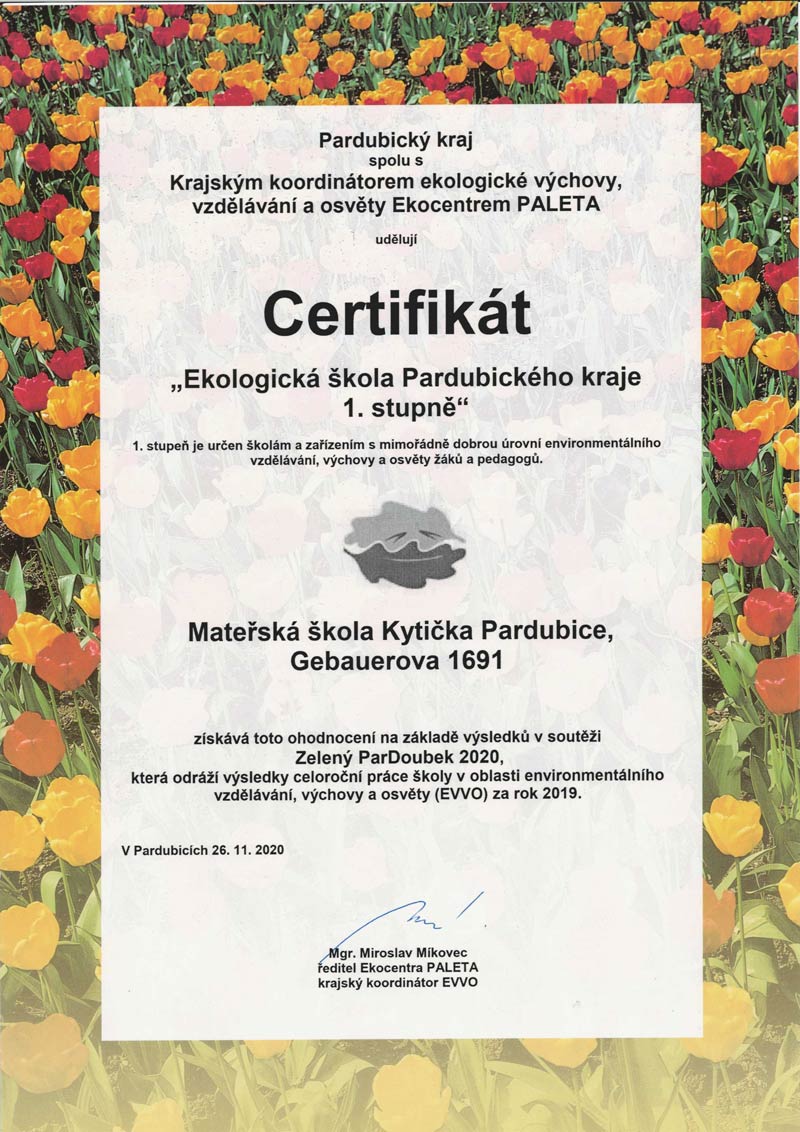 Pardubický kraj
spolu s
Krajským koordinátorem ekologické výchovy,
vzdělávání a osvěty Ekocentrem PALETA
udělují
Certifikát
„Ekologická škola Pardubického kraje
1. stupně“
1. stupeň je určen školám a zařízením s mimořádně dobrou úrovní environmentálního
vzdělávání, výchovy a osvěty žáků a pedagogů.
Mateřská škola Kytička Pardubice,
Gebauerova 1691
získává toto ohodnocení na základě výsledků v soutěži
Zelený ParDoubek 2020,
která odráží výsledky celoroční práce školy v oblasti environmentálního
vzdělávání, výchovy a osvěty (EVVO) za rok 2019.
V Pardubicích 26. 11. 2020
Mgr. Miroslav Míkovec
ředitel Ekocentra PALETA
krajský koordinátor EVVO